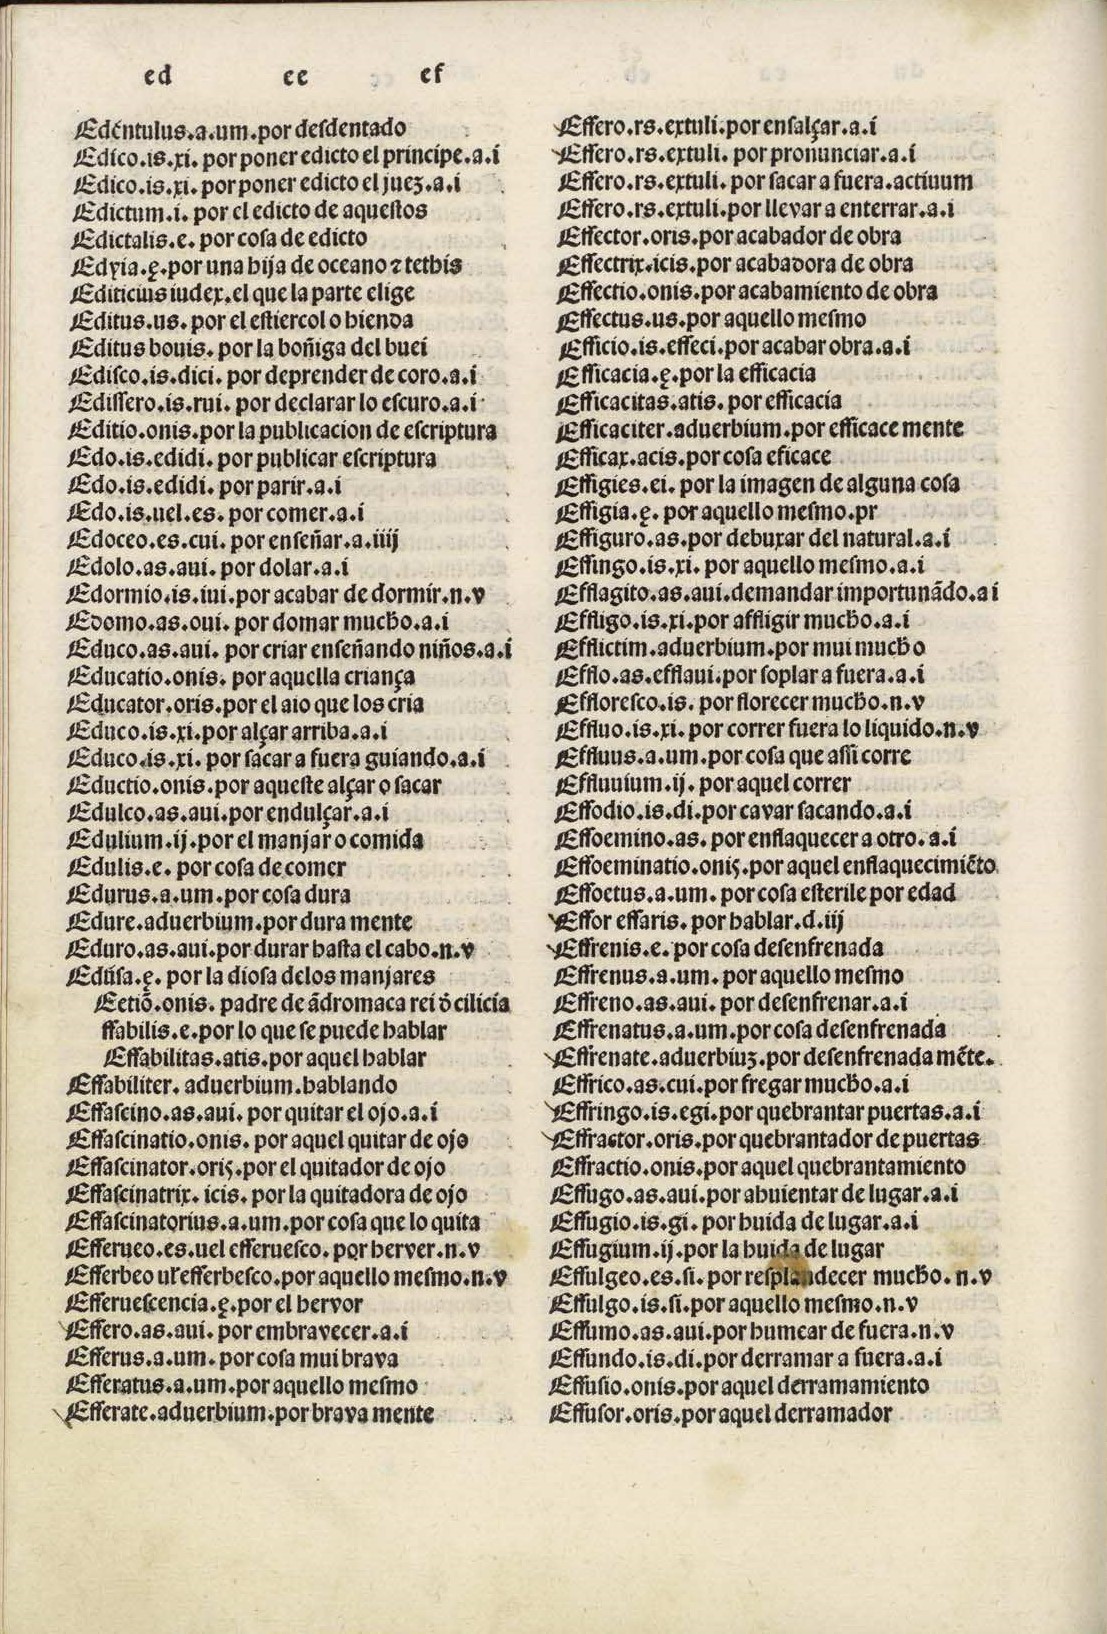 ed ee ef
Edẽntulus.a.um.por desdentado
Edico.is.xi. por poner edicto el principe.a.i
Edico.is.xi. por poner edicto el juez.a.i
Edictum.i. por el edicto de aquestos
Edictalis.e. por cosa de edicto
Edyia.ę.por una hija de oceano ⁊ tethis
Editicius iudex.el que la parte elige
Editus.us. por el estiercol o hienda
Editus bouis. por la boñiga del buei
Edisco.is.dici. por deprender de coro.a.i
Edissero.is.rui. por declarar lo escuro.a.i
Editio.onis.por la publicacion de escriptura
Edo.is.edidi. por publicar escriptura
Edo.is.edidi. por parir.a.i
Edo.is.uel.es. por comer.a.i
Edoceo.es.cui. por enseñar.a.iiij
Edolo.as.aui. por dolar.a.i
Edormio.is.iui.por acabar de dormir.n.v
Edomo.as.oui. por domar mucho.a.i
Educo.as.aui. por criar enseñando niños.a.i
Educatio.onis. por aquella criança
Educator.oris.por el aio que los cria
Educo.is.xi.por alçar arriba.a.i
Educo.is.xi. por sacar a fuera guiando.a.i
Eductio.onis.por aqueste alçar o sacar
Edulco.as.aui.por endulçar.a.i
Edulium.ij.por el manjar o comida
Edulis.e. por cosa de comer
Edurus.a.um.por cosa dura
Edure.aduerbium.por dura mente
Eduro.as.aui.por durar hasta el cabo.n.v
Edusa.ę. por la diosa delos manjares
Eetiõ.onis. padre de ãdromaca rei õ cilicia
ffabilis.e.por lo que se puede hablar
Effabilitas.atis.por aquel hablar
Effabiliter. aduerbium.hablando
Effascino.as.aui. por quitar el ojo.a.i
Effascinatio.onis. por aquel quitar de ojo
Effascinator.oris.por el quitador de ojo
Effascinatrix.icis. por la quitadora de ojo
Effascinatorius.a.um.por cosa que lo quita
Efferueo.es.uel efferuesco.por herver.n.v
Efferbeo uł efferbesco.por aquello mesmo.n.v
Efferuescencia.ę.por el hervor
Effero.as.aui. por embravecer.a.i
Efferus.a.um. por cosa mui brava
Efferatus.a.um.por aquello mesmo
Efferate.aduerbium.por brava mente
Effero.rs.extuli.por ensalçar.a.i
Effero.rs.extuli. por pronunciar.a.i
Effero.rs.extuli. por sacar a fuera.actiuum
Effero.rs.extuli.por llevar a enterrar.a.i
Effector.oris.por acabador de obra
Effectrix.icis.por acabadora de obra
Effectio.onis.por acabamiento de obra
Effectus.us.por aquello mesmo
Efficio.is.effeci.por acabar obra.a.i
Efficacia.ę.por la efficacia
Efficacitas.atis.por efficacia
Efficaciter.aduerbium.por efficace mente
Efficax.acis.por cosa eficace
Effigies.ei. por la imagen de alguna cosa
Effigia.ę. por aquello mesmo.pr
Effiguro.as.por debuxar del natural.a.i
Effingo.is.xi. por aquello mesmo.a.i
Efflagito.as.aui.demandar importunãdo.a i
Effligo.is.xi.por affligir mucho.a.i
Efflictim.aduerbium.por mui mucho
Efflo.as.efflaui.por soplar a fuera.a.i
Effloresco.is. por florecer mucho.n.v
Effluo.is.xi. por correr fuera lo liquido.n.v
Effluus.a.um.por cosa que assi corre
Effluuium.ij. por aquel correr
Effodio.is.di.por cavar sacando.a.i
Effoemino.as. por enflaquecer a otro.a.i
Effoeminatio.onis.por aquel enflaquecimiẽto
Effoetus.a.um. por cosa esterile por edad
Effor effaris. por hablar.d.iij
Effrenis.e. por cosa desenfrenada
Effrenus.a.um. por aquello mesmo
Effreno.as.aui. por desenfrenar.a.i
Effrenatus.a.um.por cosa desenfrenada
Effrenate.aduerbiuz.por desenfrenada mẽte.
Effrico.as.cui.por fregar mucho.a.i
Effringo.is.egi.por quebrantar puertas.a.i
Effractor.oris.por quebrantador de puertas
Effractio.onis.por aquel quebrantamiento
Effugo.as.aui.por ahuientar de lugar.a.i
Effugio.is.gi. por huida de lugar.a.i
Effugium.ij.por la huida de lugar
Effulgeo.es.si. por resplandecer mucho.n.v
Effulgo.is.si.por aquello mesmo.n.v
Effumo.as.aui.por humear de fuera.n.v
Effundo.is.di.por derramar a fuera.a.i
Effusio.onis.por aquel derramamiento
Effusor.oris.por aquel derramador